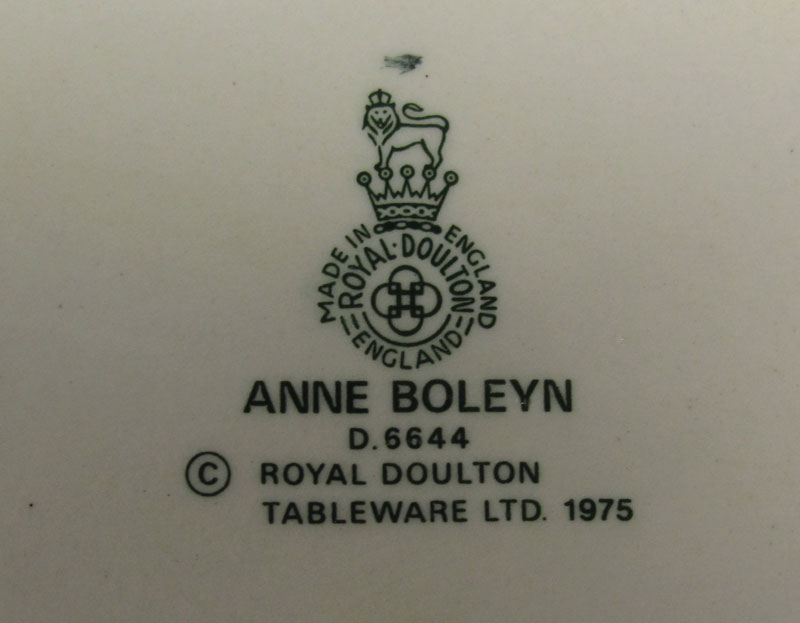 MADE IN ENGLAND
ROYAL·DOULTON
ENGLAND
ANNE BOLEYN
D.6644
© ROYAL DOULTON
TABLEWARE LTD. 1975